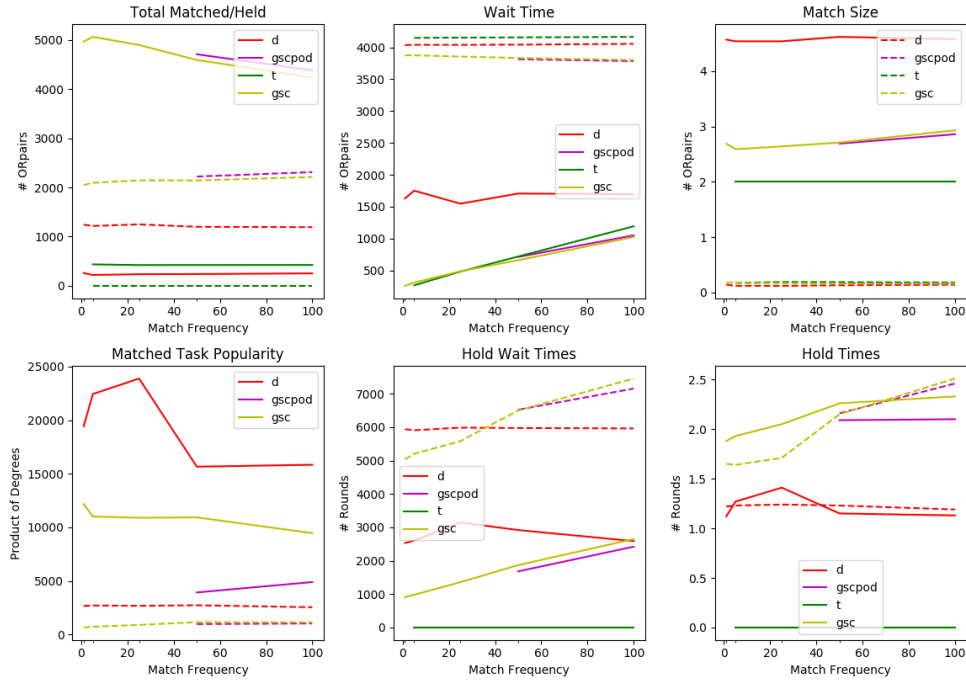 Total Matched/Held
# ORpairs
5000
4000
3000
2000
1000
0
0 20 40 60 80 100
Match Frequency
d
gscpod
t
gsc
Wait Time
# ORpairs
4000
3500
3000
2500
2000
1500
1000
500
0 20 40 60 80 100
Match Frequency
d
gscpod
t
gsc
Match Size
# ORpairs
4
3
2
1
0
0 20 40 60 80 100
Match Frequency
d
gscpod
t
gsc
Matched Task Popularity
Product of Degrees
25000
20000
15000
10000
5000
0
0 20 40 60 80 100
Match Frequency
d
gscpod
gsc
Hold Wait Times
# Rounds
7000
6000
5000
4000
3000
2000
1000
0
0 20 40 60 80 100
Match Frequency
d
gscpod
t
gsc
Hold Times
# Rounds
2.5
2.0
1.5
1.0
0.5
0.0
0 20 40 60 80 100
Match Frequency
d
gscpod
t
gsc